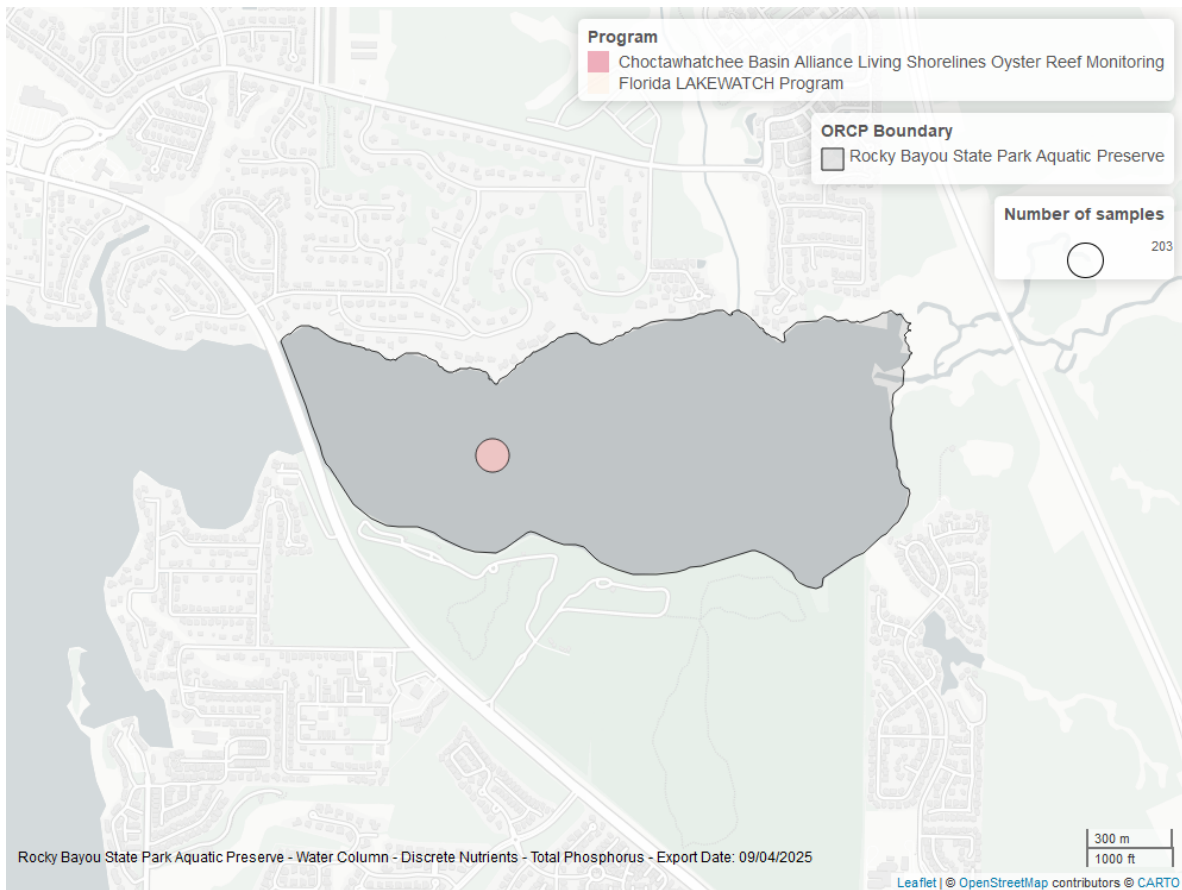 Program
Choctawhatchee Basin Alliance Living Shorelines Oyster Reef Monitoring
Florida LAKEWATCH Program
ORCP Boundary
Rocky Bayou State Park Aquatic Preserve
Number of samples
203
300 m
1000 ft
Rocky Bayou State Park Aquatic Preserve - Water Column - Discrete Nutrients - Total Phosphorus - Export Date: 09/04/2025
Leaflet | © OpenStreetMap contributors © CARTO